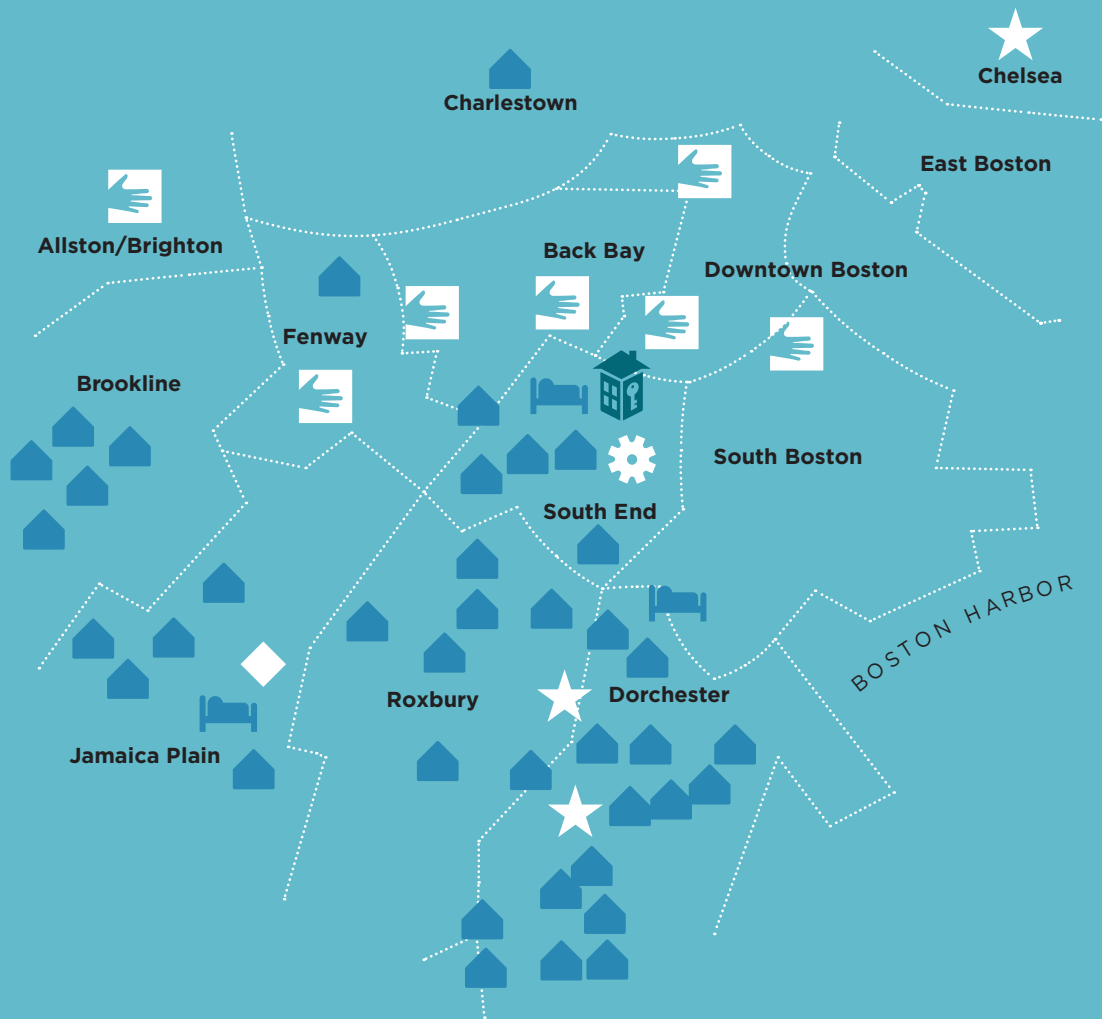 Chelsea
Charlestown
East Boston
Allston/Brighton
Back Bay
Downtown Boston
Fenway
Brookline
South Boston
South End
BOSTON HARBOR
Roxbury
Dorchester
Jamaica Plain